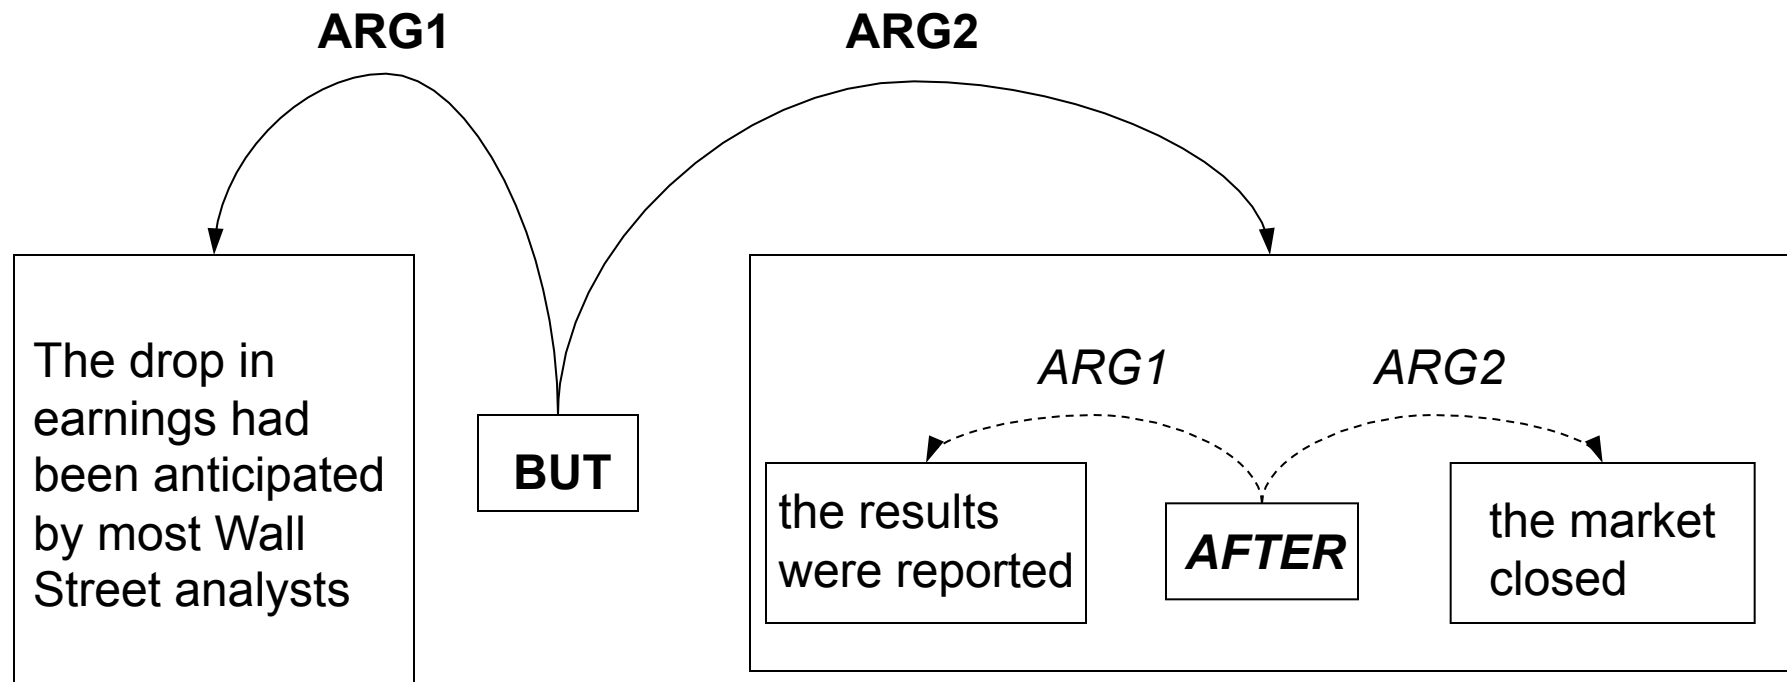 ARG1
ARG2
The drop in
earnings had
been anticipated
by most Wall
Street analysts
BUT
ARG1
ARG2
the results
were reported
AFTER
the market
closed